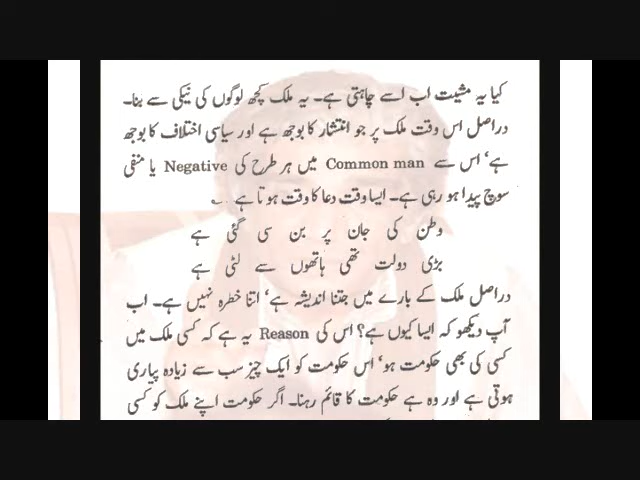 کیا یہ مشیت اب اسے چاہتی ہے۔ یہ ملک کچھ لوگوں کی نیکی سے بنا۔
دراصل اس وقت ملک پر جو انتشار کا بوجھ ہے اور سیاسی اختلاف کا بوجھ
ہے‘ اس سے Common man میں ہر طرح کی Negative یا منفی
سوچ پیدا ہو رہی ہے۔ ایسا وقت دعا کا وقت ہوتا ہے ؎
وطن کی جان پر بن سی گئی ہے
بڑی دولت تھی ہاتھوں سے لٹی ہے
دراصل ملک کے بارے میں جتنا اندیشہ ہے‘ اتنا خطرہ نہیں ہے۔ اب
آپ دیکھو کہ ایسا کیوں ہے؟ اس کی Reason یہ ہے کہ کسی ملک میں
کسی کی بھی حکومت ہو‘ اس حکومت کو ایک چیز سب سے زیادہ پیاری
ہوتی ہے اور وہ ہے حکومت کا قائم رہنا۔ اگر حکومت اپنے ملک کو کسی